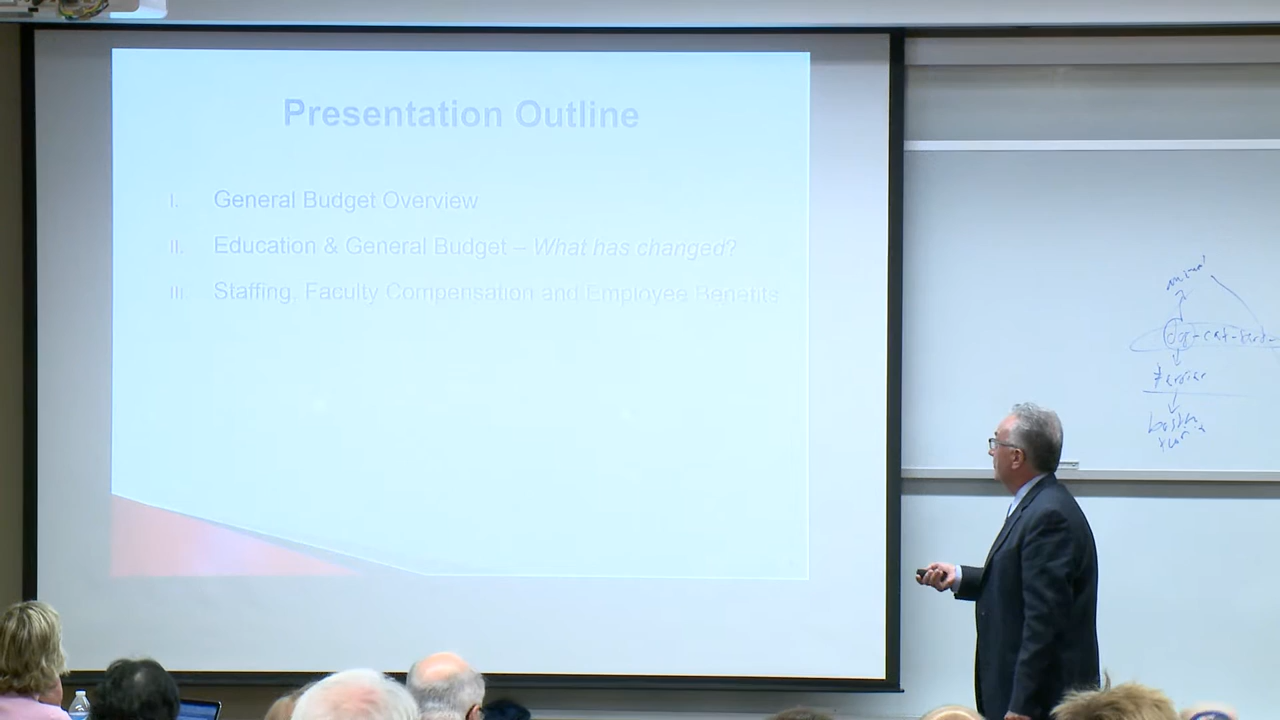 Presentation Outline
I. General Budget Overview
II. Education & General Budget – What has changed?
III. Staffing, Faculty Compensation and Employee Benefits